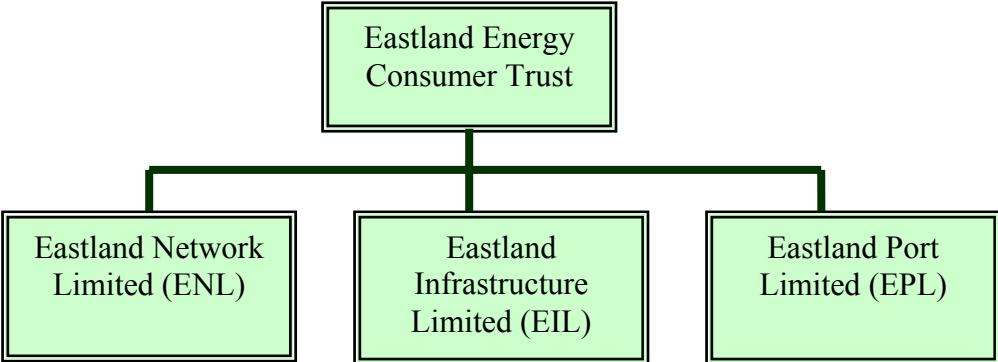 Eastland Energy
Consumer Trust
Eastland Network
Limited (ENL)
Eastland
Infrastructure
Limited (EIL)
Eastland Port
Limited (EPL)